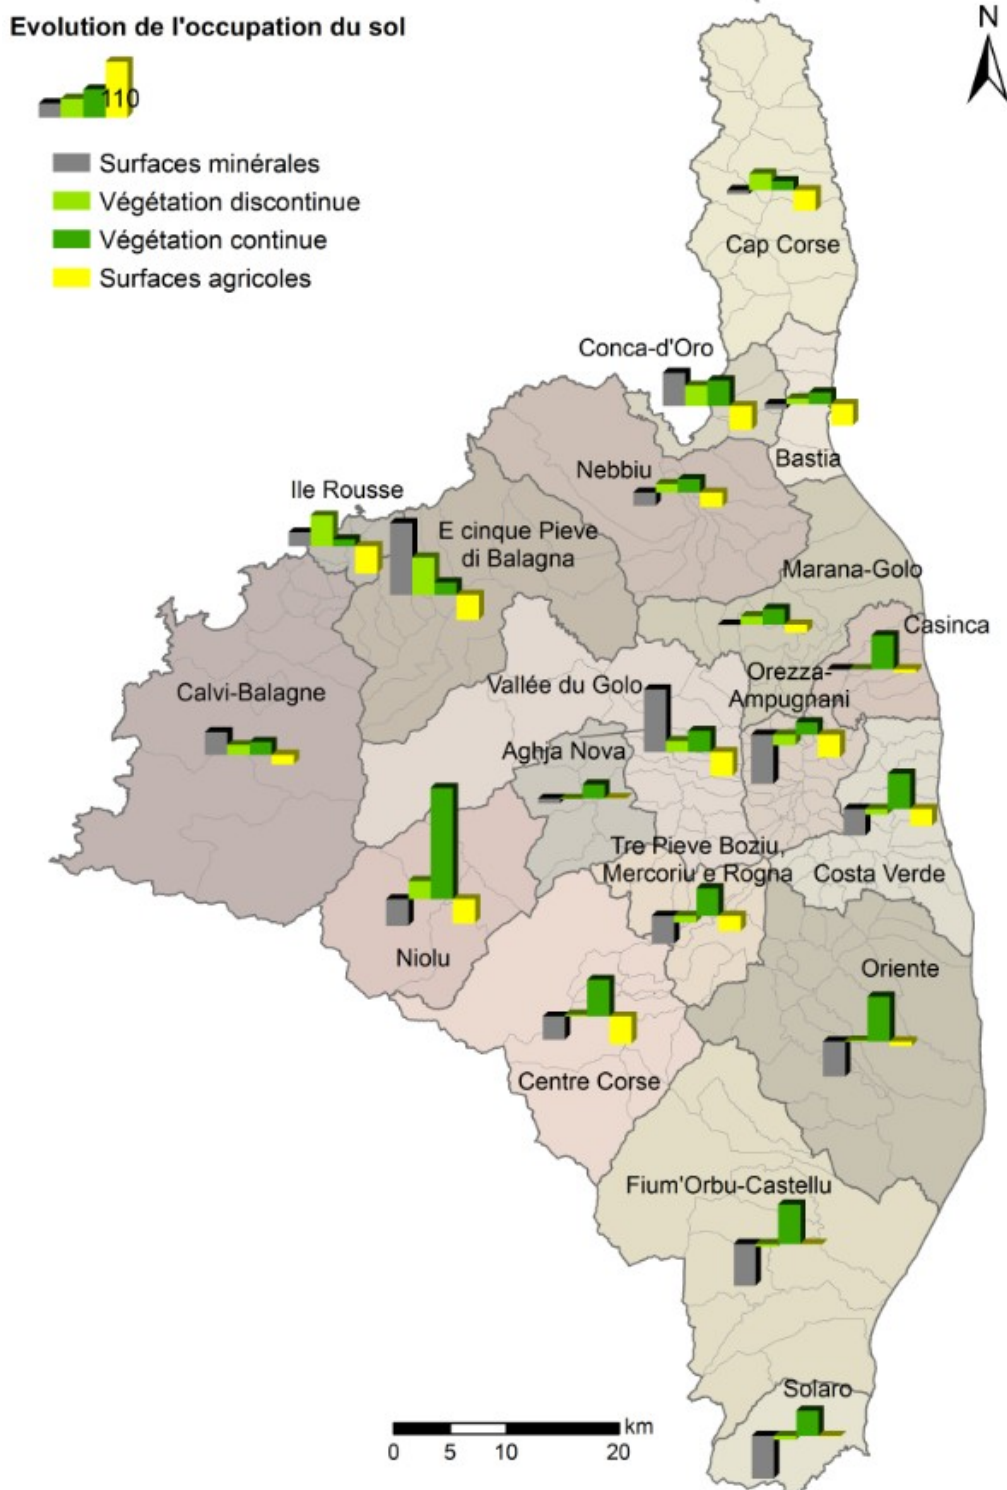 Evolution de l'occupation du sol
N
110
Surfaces minérales
Végétation discontinue
Végétation continue
Surfaces agricoles
Cap Corse
Conca-d'Oro
Bastia
Nebbiu
Ile Rousse
E cinque Pieve
di Balagna
Marana-Golo
Casinca
Calvi-Balagne
Vallée du Golo
Orezza-
Ampugnani
Aghja Nova
Tre Pieve Boziu,
Mercoriu e Rogna
Costa Verde
Niolu
Oriente
Centre Corse
Fium'Orbu-Castellu
Solaro
km
0 5 10 20